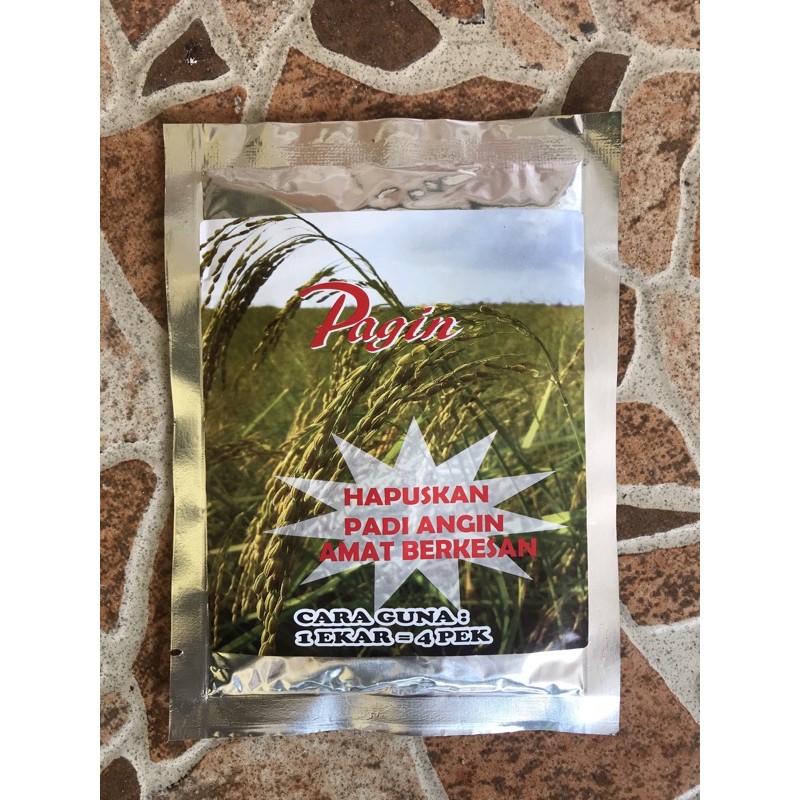 Pagin
HAPUSKAN
PADI ANGIN
AMAT BERKESAN
CARA GUNA :
1 EKAR = 4 PEK